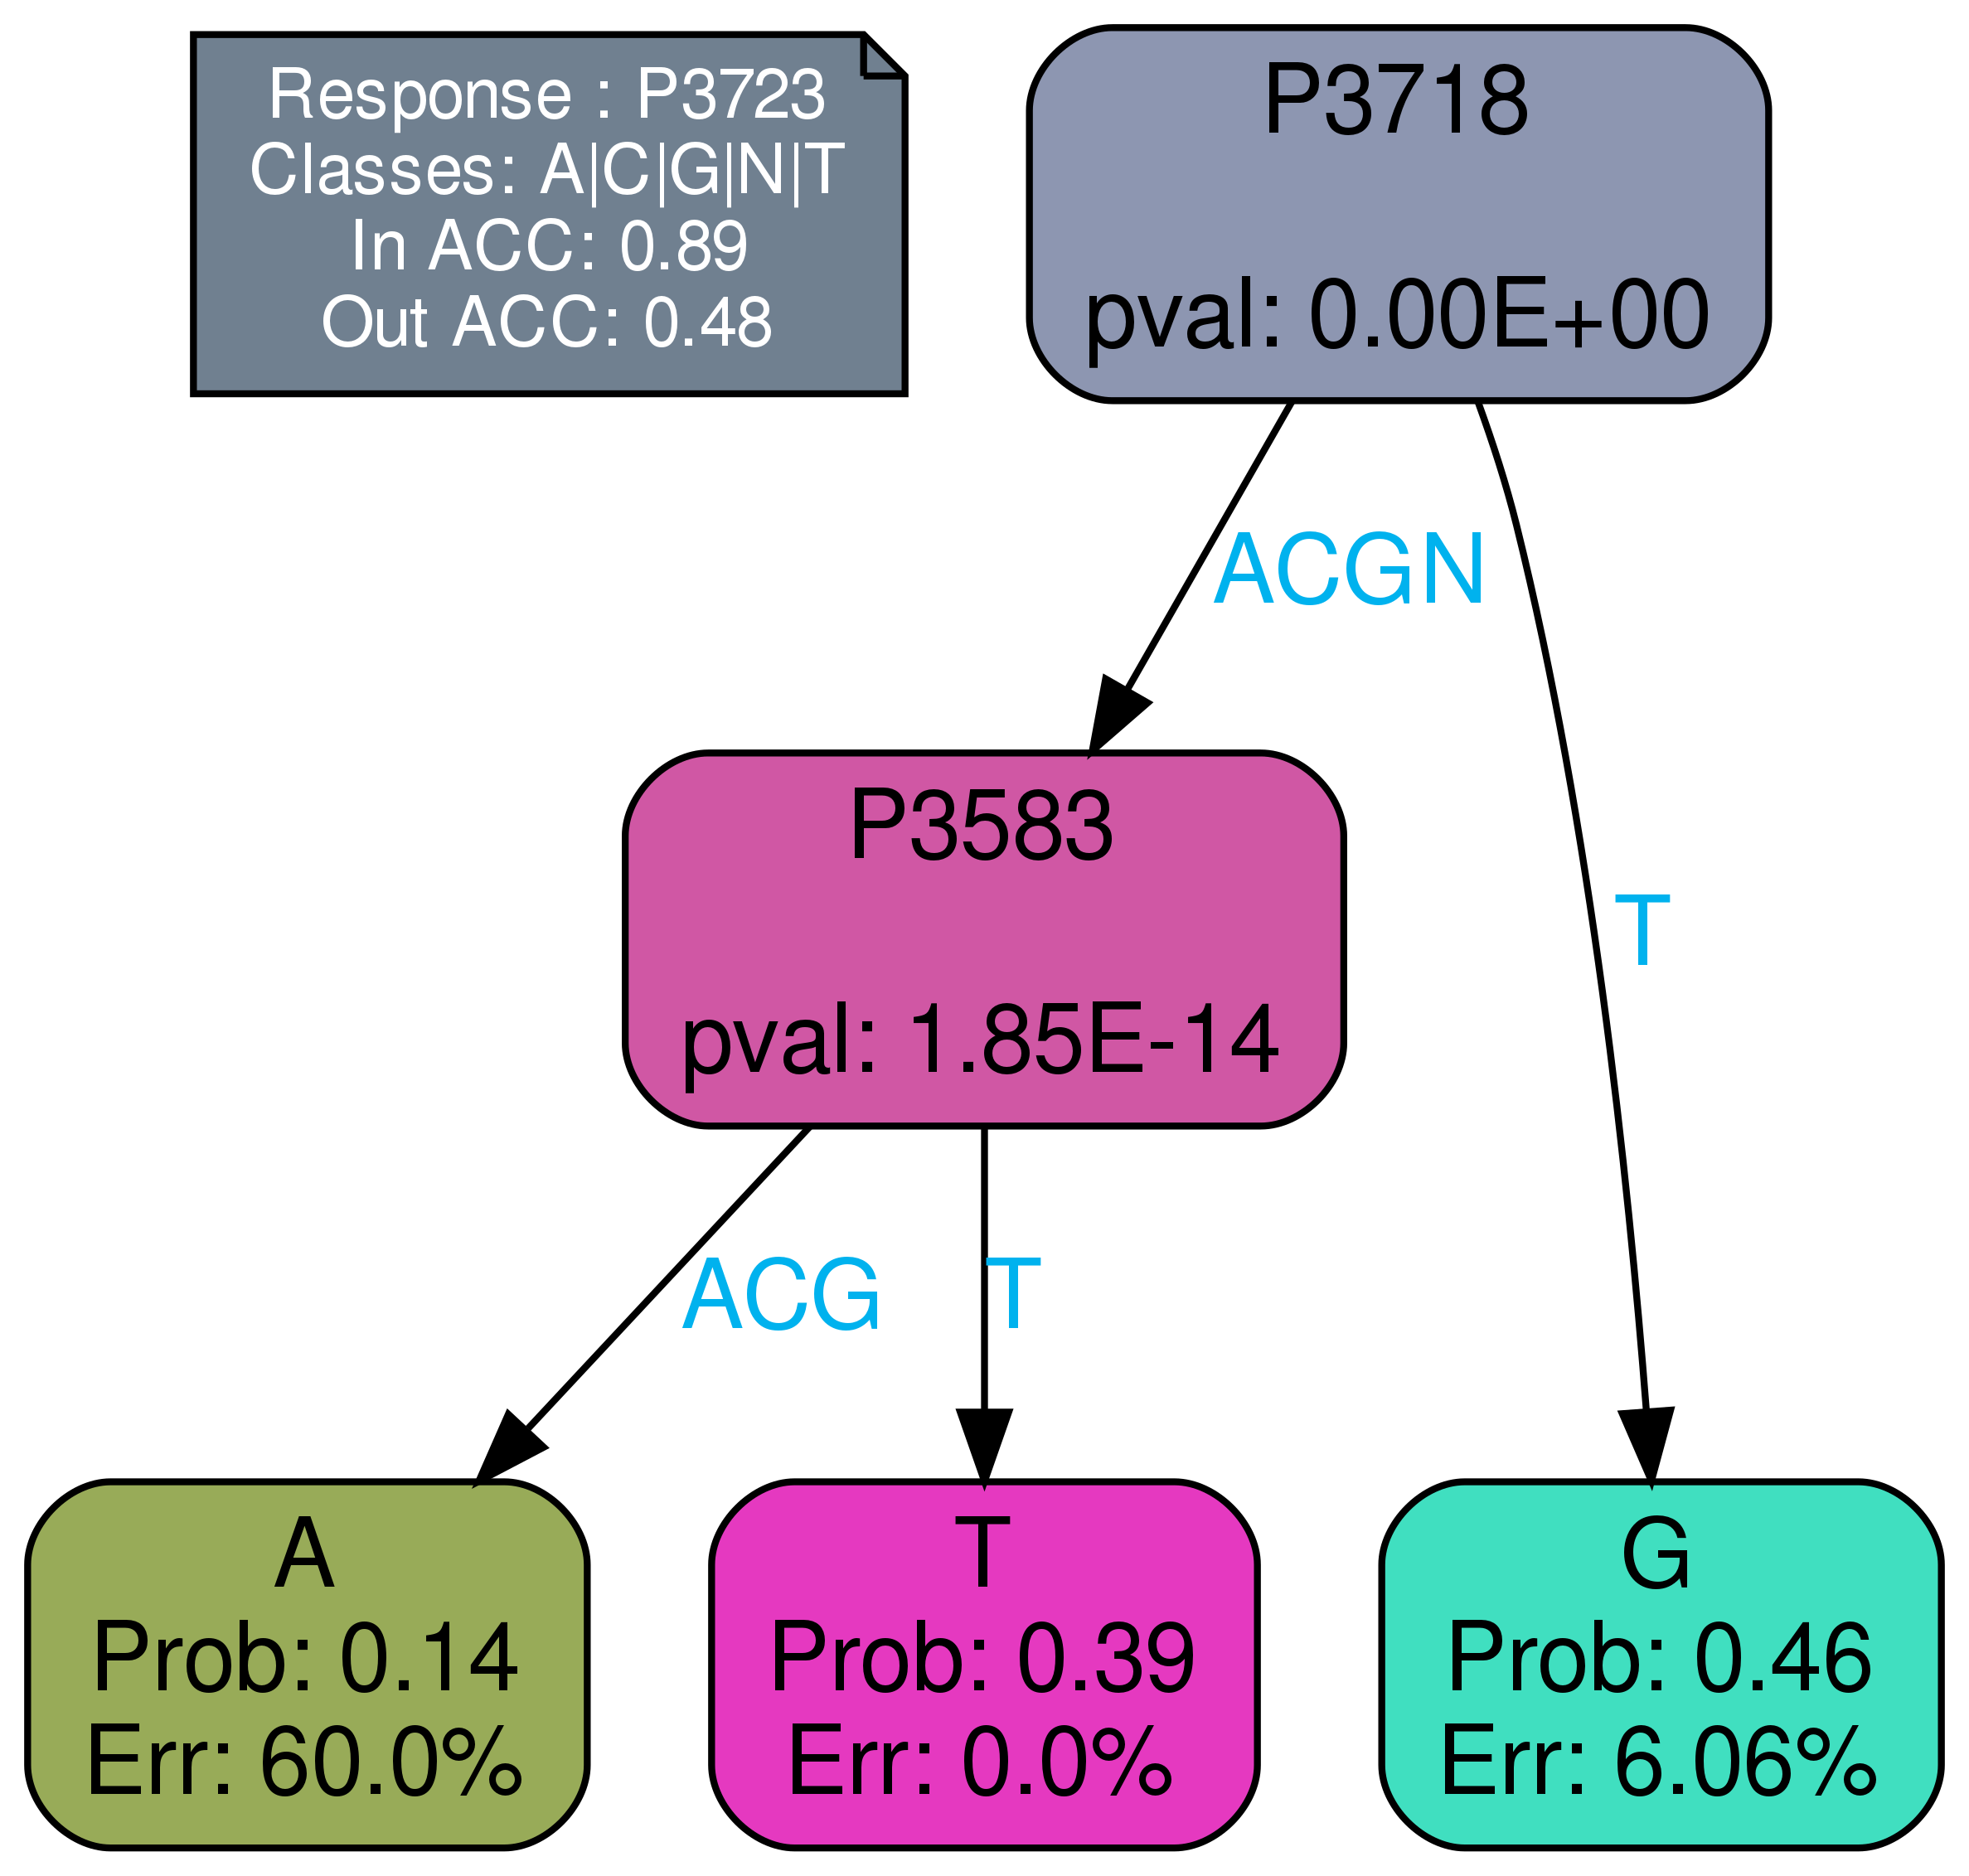 Response : P3723
Classes: A|C|G|N|T
In ACC: 0.89
Out ACC: 0.48
P3718
pval: 0.00E+00
ACGN
T
P3583
pval: 1.85E-14
ACG
T
A
Prob: 0.14
Err: 60.0%
T
Prob: 0.39
Err: 0.0%
G
Prob: 0.46
Err: 6.06%